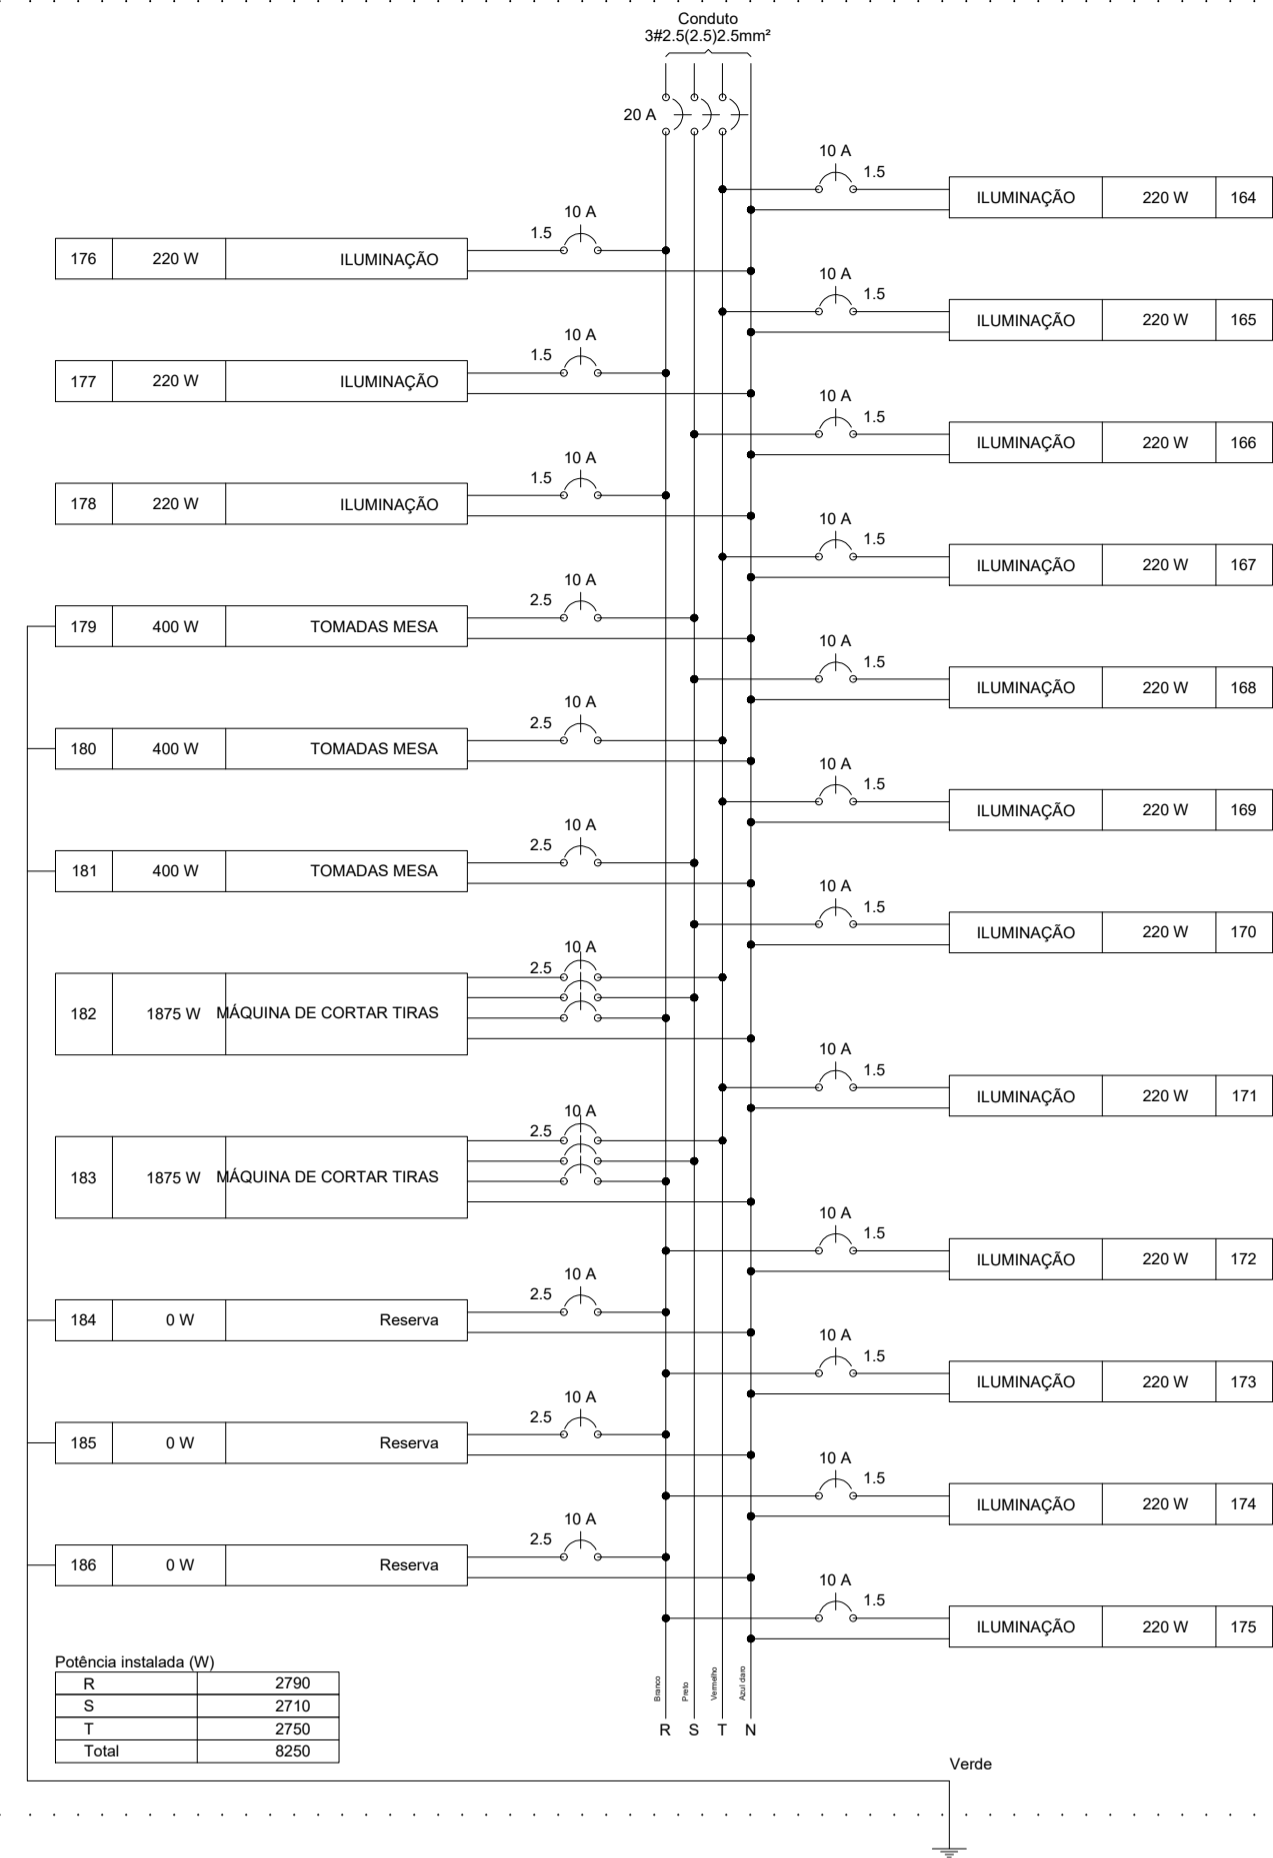 Conduto
3#2.5(2.5)2.5mm²
20 A
10 A
1.5
ILUMINAÇÃO 220 W 164
10 A
1.5
176 220 W ILUMINAÇÃO
10 A
1.5
ILUMINAÇÃO 220 W 165
10 A
1.5
177 220 W ILUMINAÇÃO
10 A
1.5
ILUMINAÇÃO 220 W 166
10 A
1.5
178 220 W ILUMINAÇÃO
10 A
1.5
ILUMINAÇÃO 220 W 167
10 A
2.5
179 400 W TOMADAS MESA
10 A
1.5
ILUMINAÇÃO 220 W 168
10 A
2.5
180 400 W TOMADAS MESA
10 A
1.5
ILUMINAÇÃO 220 W 169
10 A
2.5
181 400 W TOMADAS MESA
10 A
1.5
ILUMINAÇÃO 220 W 170
10 A
2.5
182 1875 W MÁQUINA DE CORTAR TIRAS
10 A
1.5
ILUMINAÇÃO 220 W 171
10 A
2.5
183 1875 W MÁQUINA DE CORTAR TIRAS
10 A
1.5
ILUMINAÇÃO 220 W 172
10 A
2.5
184 0 W Reserva
10 A
1.5
ILUMINAÇÃO 220 W 173
10 A
2.5
185 0 W Reserva
10 A
1.5
ILUMINAÇÃO 220 W 174
10 A
2.5
186 0 W Reserva
10 A
1.5
ILUMINAÇÃO 220 W 175
Potência instalada (W)
R 2790
S 2710
T 2750
Total 8250
Branco
Preto
Vermelho
Azul claro
R S T N
Verde